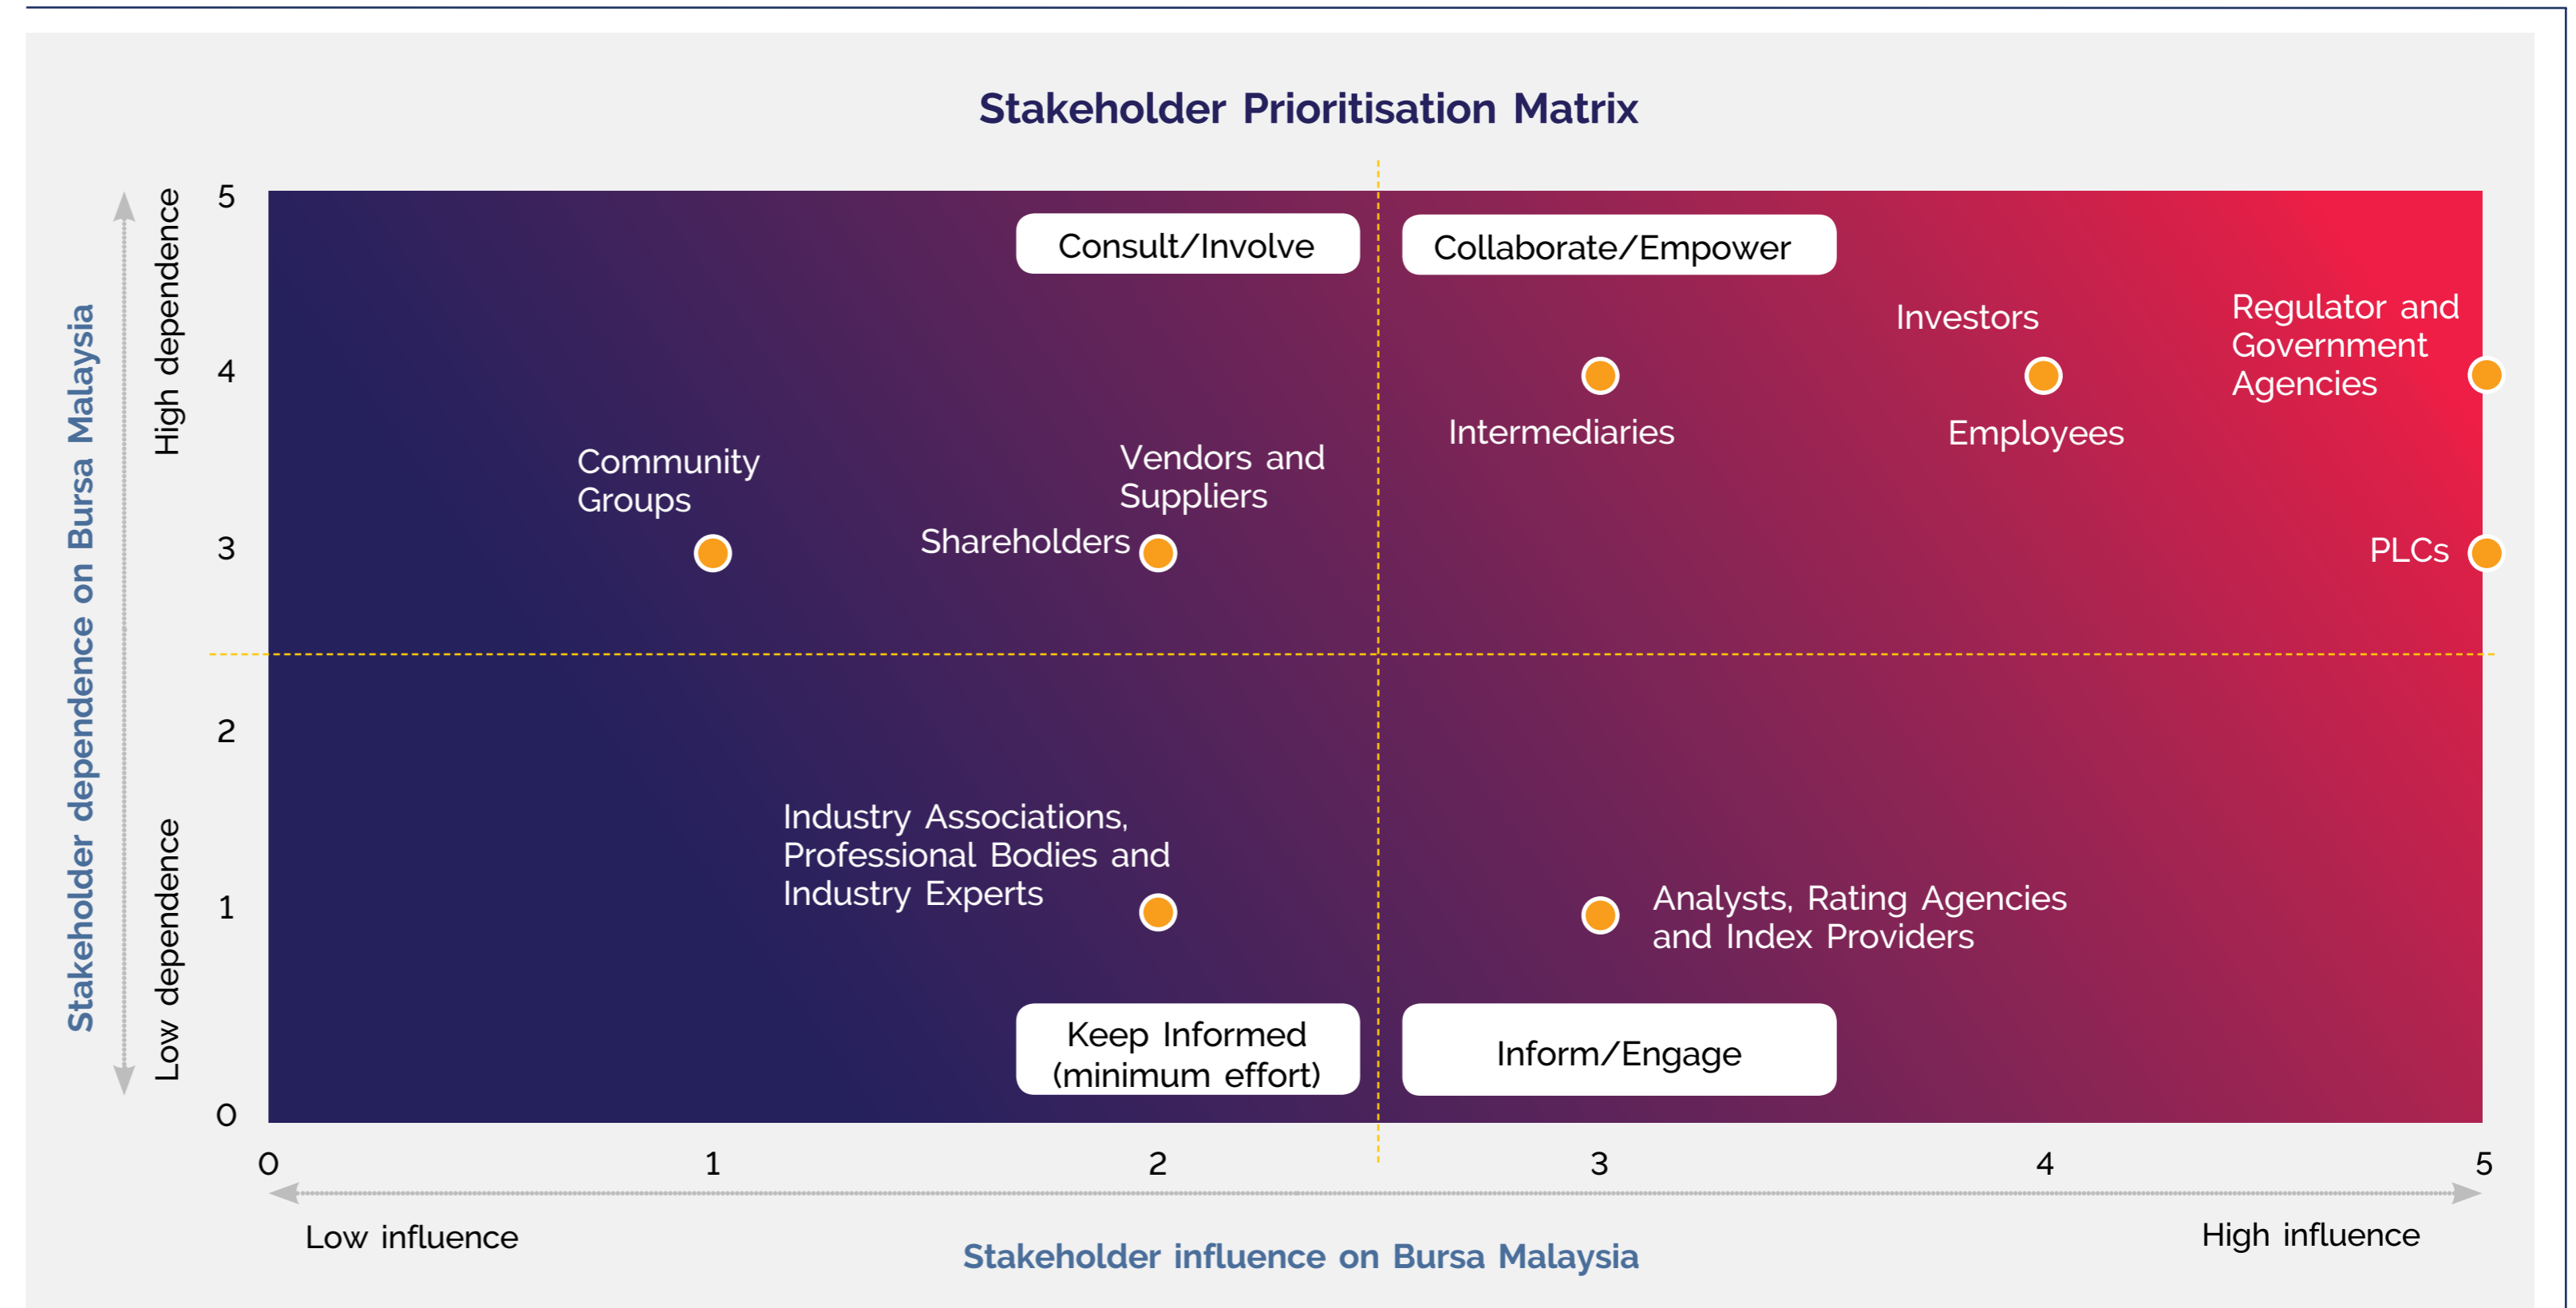 Stakeholder Prioritisation Matrix
Stakeholder dependence on Bursa Malaysia
High dependence
Low dependence
5
4
3
2
1
0
Consult/Involve
Collaborate/Empower
Investors
Regulator and
Government
Agencies
Intermediaries
Employees
Community
Groups
Vendors and
Suppliers
Shareholders
PLCs
Industry Associations,
Professional Bodies and
Industry Experts
Analysts, Rating Agencies
and Index Providers
Keep Informed
(minimum effort)
Inform/Engage
0
1
2
3
4
5
Low influence
Stakeholder influence on Bursa Malaysia
High influence